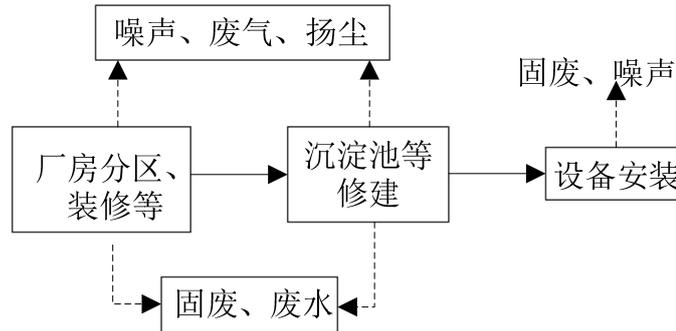 噪声、废气、扬尘
固废、噪声
厂房分区、
装修等
沉淀池等
修建
设备安装
固废、废水